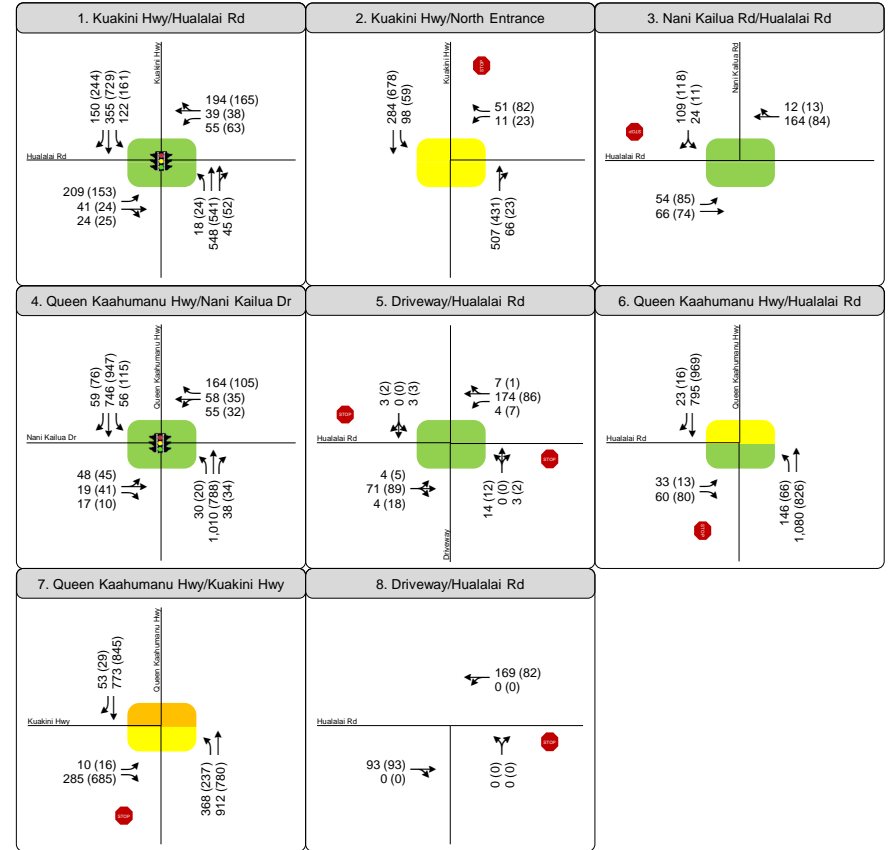 1. Kuakini Hwy/Hualalai Rd
Kuakini Hwy
150 (244)
355 (729)
122 (161)
194 (165)
39 (38)
55 (63)
Hualalai Rd
209 (153)
41 (24)
24 (25)
18 (24)
548 (541)
45 (52)
2. Kuakini Hwy/North Entrance
Kuakini Hwy
STOP
284 (678)
98 (59)
51 (82)
11 (23)
507 (431)
66 (23)
3. Nani Kailua Rd/Hualalai Rd
Nani Kailua Rd
109 (118)
24 (11)
12 (13)
164 (84)
STOP
Hualalai Rd
54 (85)
66 (74)
4. Queen Kaahumanu Hwy/Nani Kailua Dr
Queen Kaahumanu Hwy
59 (76)
746 (947)
56 (115)
164 (105)
58 (35)
55 (32)
Nani Kailua Dr
48 (45)
19 (41)
17 (10)
30 (20)
1,010 (788)
38 (34)
5. Driveway/Hualalai Rd
3 (2)
0 (0)
3 (3)
7 (1)
174 (86)
4 (7)
STOP
Hualalai Rd
STOP
4 (5)
71 (89)
4 (18)
14 (12)
0 (0)
3 (2)
Driveway
6. Queen Kaahumanu Hwy/Hualalai Rd
Queen Kaahumanu Hwy
23 (16)
795 (969)
Hualalai Rd
33 (13)
60 (80)
STOP
146 (66)
1,080 (826)
7. Queen Kaahumanu Hwy/Kuakini Hwy
Queen Kaahumanu Hwy
53 (29)
773 (845)
Kuakini Hwy
10 (16)
285 (685)
STOP
368 (237)
912 (780)
8. Driveway/Hualalai Rd
169 (82)
0 (0)
Hualalai Rd
STOP
93 (93)
0 (0)
0 (0)
0 (0)